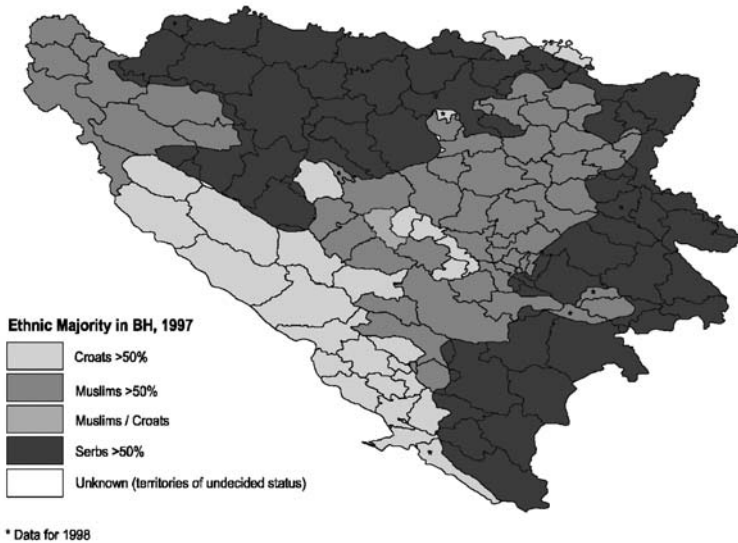 Ethnic Majority in BH, 1997
Croats >50%
Muslims >50%
Muslims / Croats
Serbs >50%
Unknown (territories of undecided status)
* Data for 1998